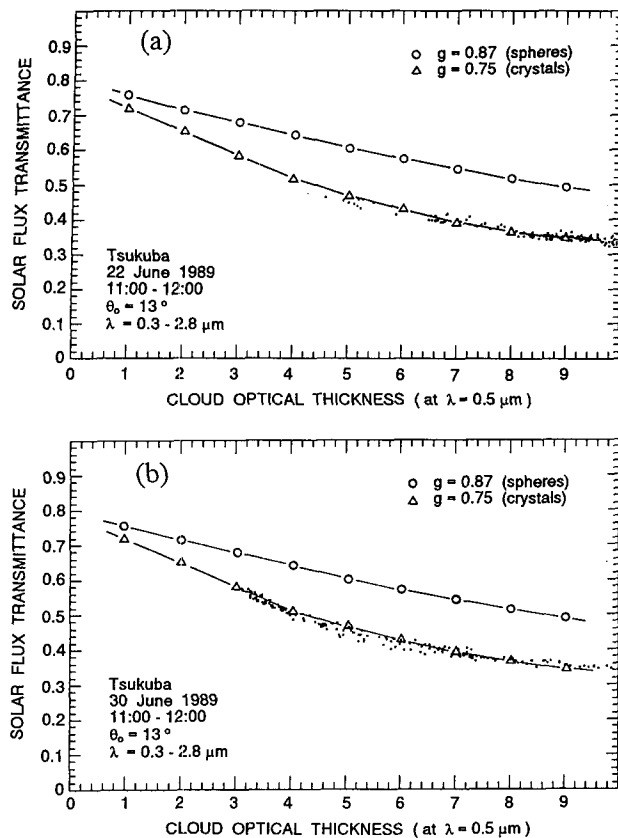 (a)
○ g = 0.87 (spheres)
△ g = 0.75 (crystals)
SOLAR FLUX TRANSMITTANCE
0.9
0.8
0.7
0.6
0.5
0.4
0.3
0.2
0.1
0
Tsukuba
22 June 1989
11:00 - 12:00
θo = 13°
λ = 0.3 - 2.8 μm
0 1 2 3 4 5 6 7 8 9
CLOUD OPTICAL THICKNESS ( at λ = 0.5 μm )
(b)
○ g = 0.87 (spheres)
△ g = 0.75 (crystals)
SOLAR FLUX TRANSMITTANCE
0.9
0.8
0.7
0.6
0.5
0.4
0.3
0.2
0.1
0
Tsukuba
30 June 1989
11:00 - 12:00
θo = 13°
λ = 0.3 - 2.8 μm
0 1 2 3 4 5 6 7 8 9
CLOUD OPTICAL THICKNESS ( at λ = 0.5 μm )